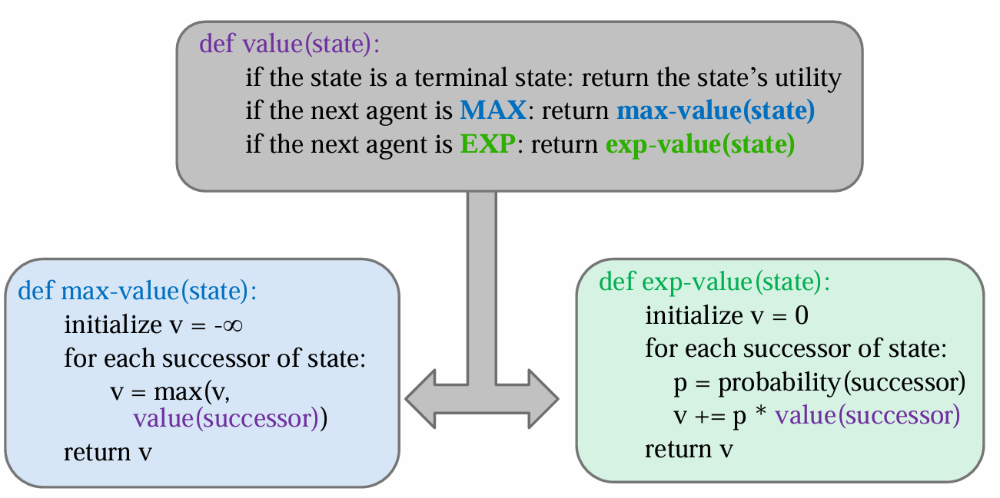 def value(state):
if the state is a terminal state: return the state’s utility
if the next agent is MAX: return max-value(state)
if the next agent is EXP: return exp-value(state)
def max-value(state):
initialize v = -∞
for each successor of state:
v = max(v,
value(successor))
return v
def exp-value(state):
initialize v = 0
for each successor of state:
p = probability(successor)
v += p * value(successor)
return v